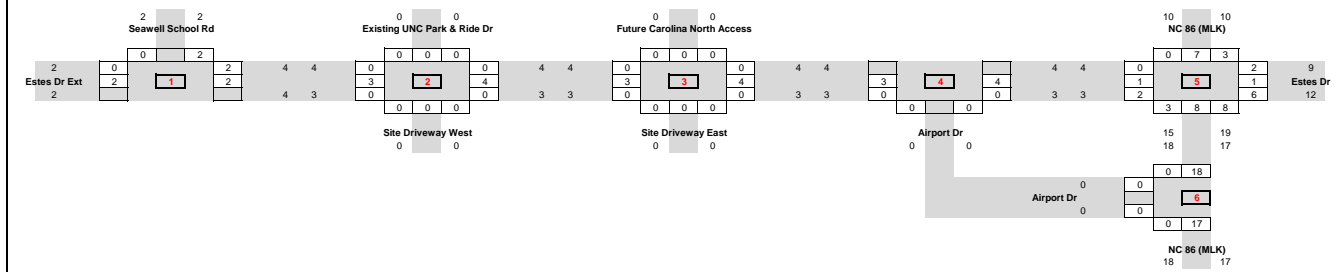 2 2 0 0 0 0 10 10
Seawell School Rd Existing UNC Park & Ride Dr Future Carolina North Access NC 86 (MLK)
0 2 0 0 0 0 0 0 0 7 3
2 0 2 4 4 0 0 4 4 0 0 4 4 0 2 9
Estes Dr Ext 2 1 2 3 2 4 3 3 4 3 4 4 1 5 1 Estes Dr
2 4 3 0 0 3 3 0 0 3 3 0 0 3 3 2 6 12
0 0 0 0 0 0 0 0 3 8 8
Site Driveway West Site Driveway East Airport Dr 15 19
0 0 0 0 0 0 18 17
0 18
0 0
Airport Dr 6
0 0
0 17
NC 86 (MLK)
18 17